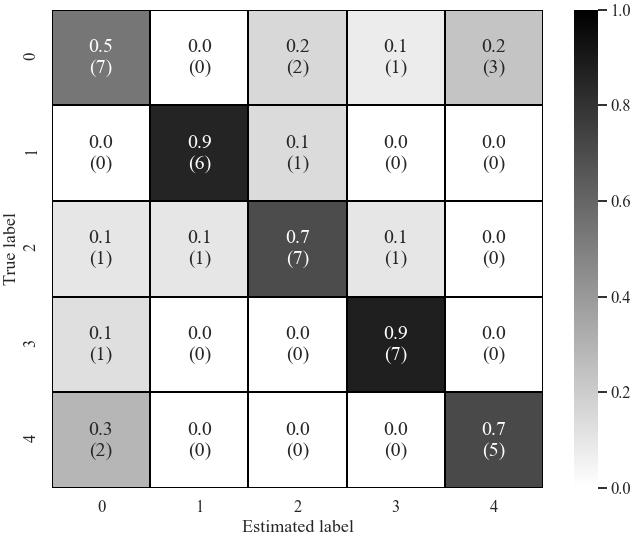 0.5 0.0 0.2 0.1 0.2
(7) (0) (2) (1) (3)
0.0 0.9 0.1 0.0 0.0
(0) (6) (1) (0) (0)
0.1 0.1 0.7 0.1 0.0
(1) (1) (7) (1) (0)
0.1 0.0 0.0 0.9 0.0
(1) (0) (0) (7) (0)
0.3 0.0 0.0 0.0 0.7
(2) (0) (0) (0) (5)
0
1
2
3
4
True label
0 1 2 3 4
Estimated label
1.0
0.8
0.6
0.4
0.2
0.0